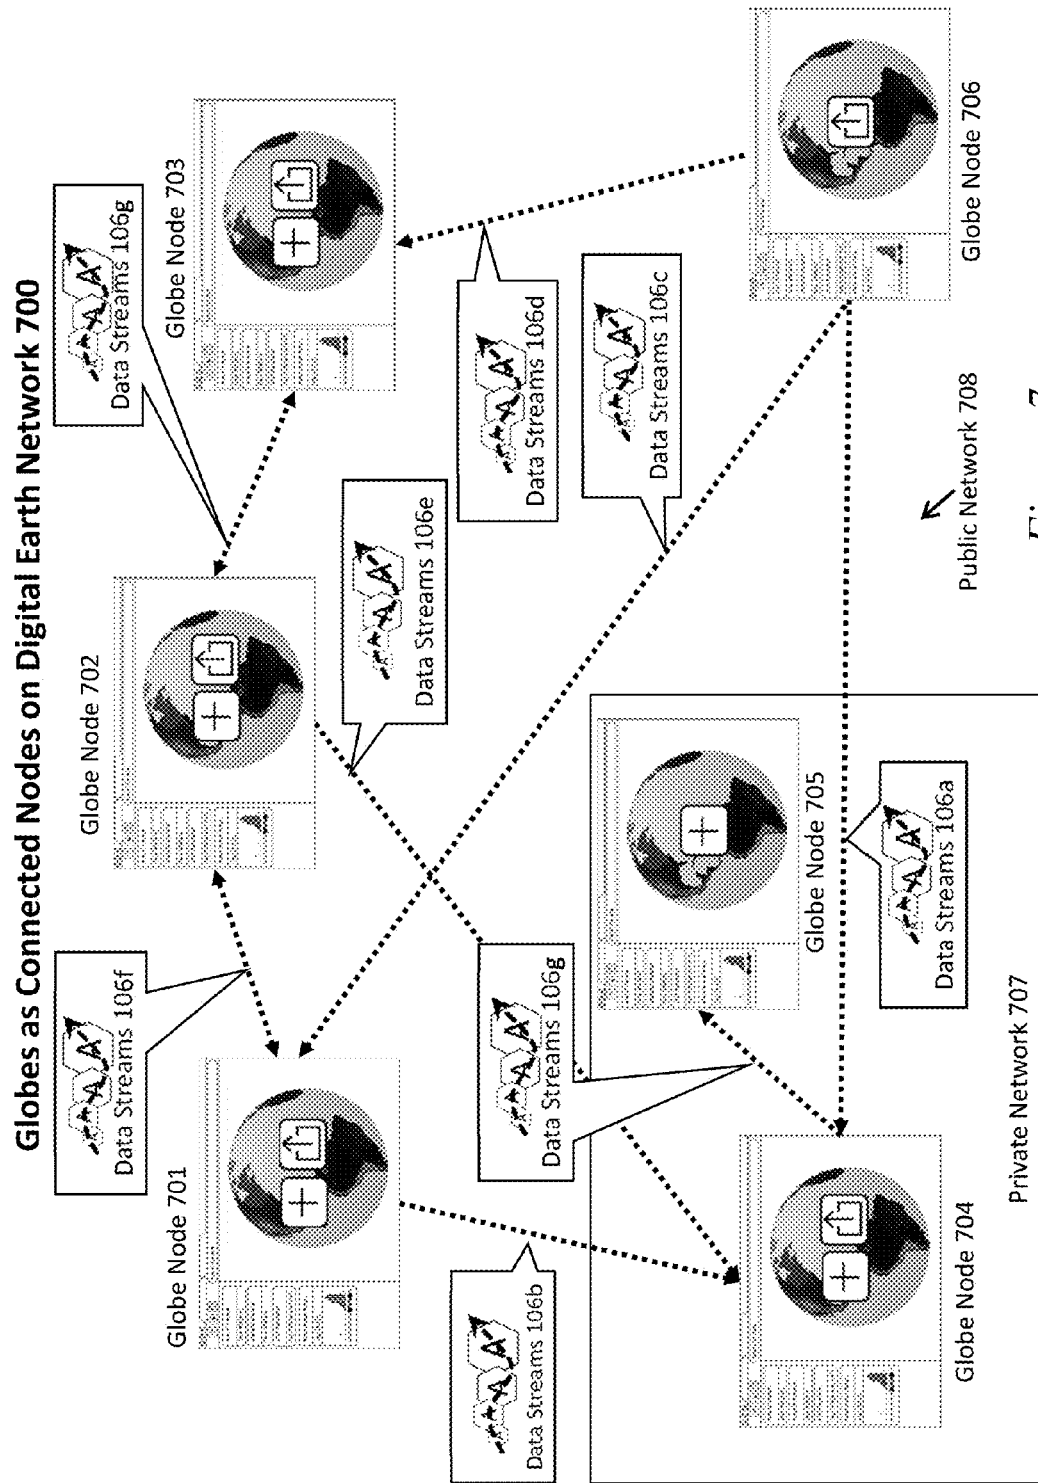 Globes as Connected Nodes on Digital Earth Network 700
Data Streams 106f
Data Streams 106g
Globe Node 701
Globe Node 702
Globe Node 703
Data Streams 106b
Data Streams 106g
Data Streams 106e
Data Streams 106d
Data Streams 106c
Globe Node 705
Data Streams 106a
Globe Node 704
Globe Node 706
Private Network 707
Public Network 708